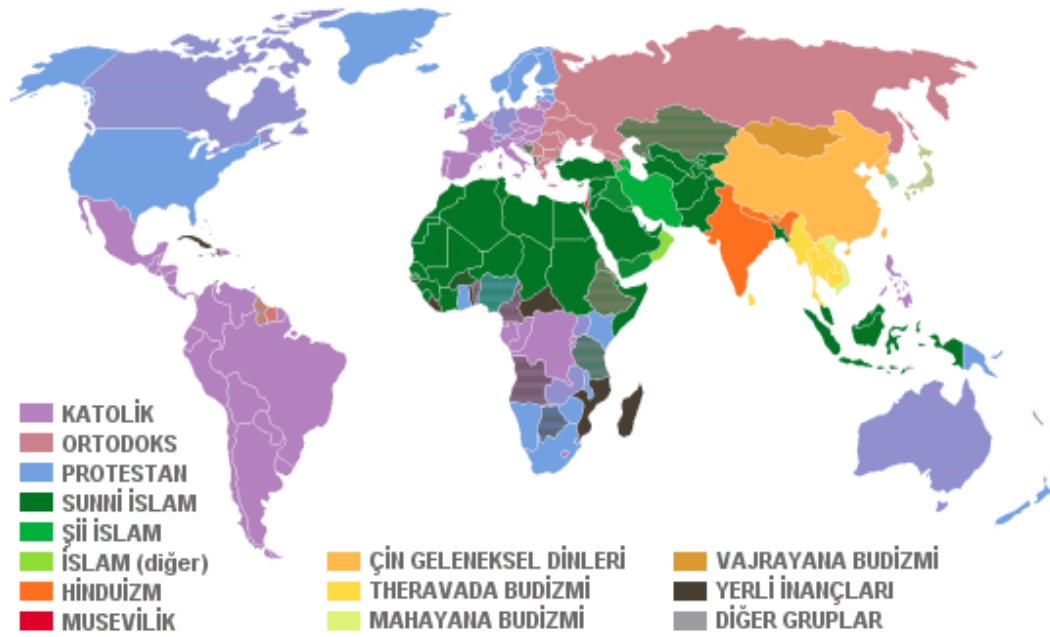 KATOLİK
ORTODOKS
PROTESTAN
SUNNİ İSLAM
Şİİ İSLAM
İSLAM (diğer)
HİNDUİZM
MUSEVİLİK
ÇİN GELENEKSEL DİNLERİ
THERAVADA BUDİZMİ
MAHAYANA BUDİZMİ
VAJRAYANA BUDİZMİ
YERLİ İNANÇLARI
DİĞER GRUPLAR